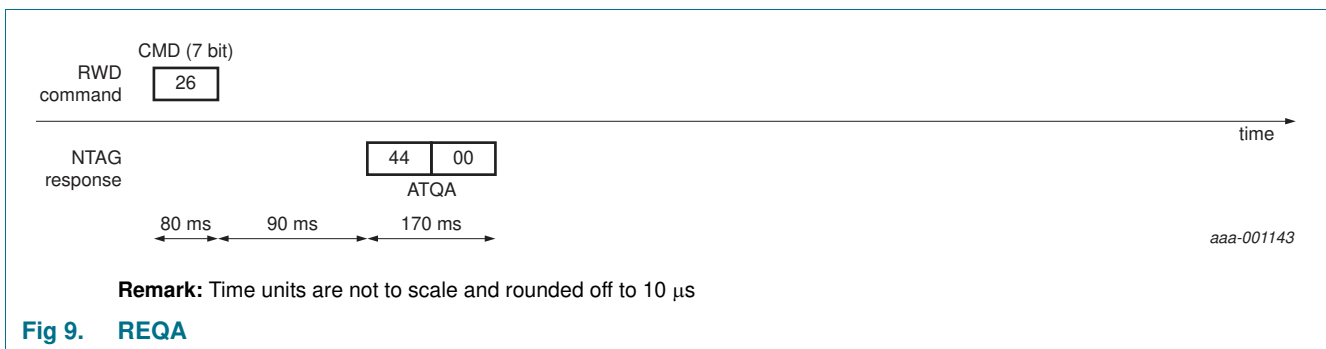 CMD (7 bit)
RWD
command
26
time
NTAG
response
44 00
ATQA
80 ms 90 ms 170 ms
aaa-001143
Remark: Time units are not to scale and rounded off to 10 μs
Fig 9. REQA